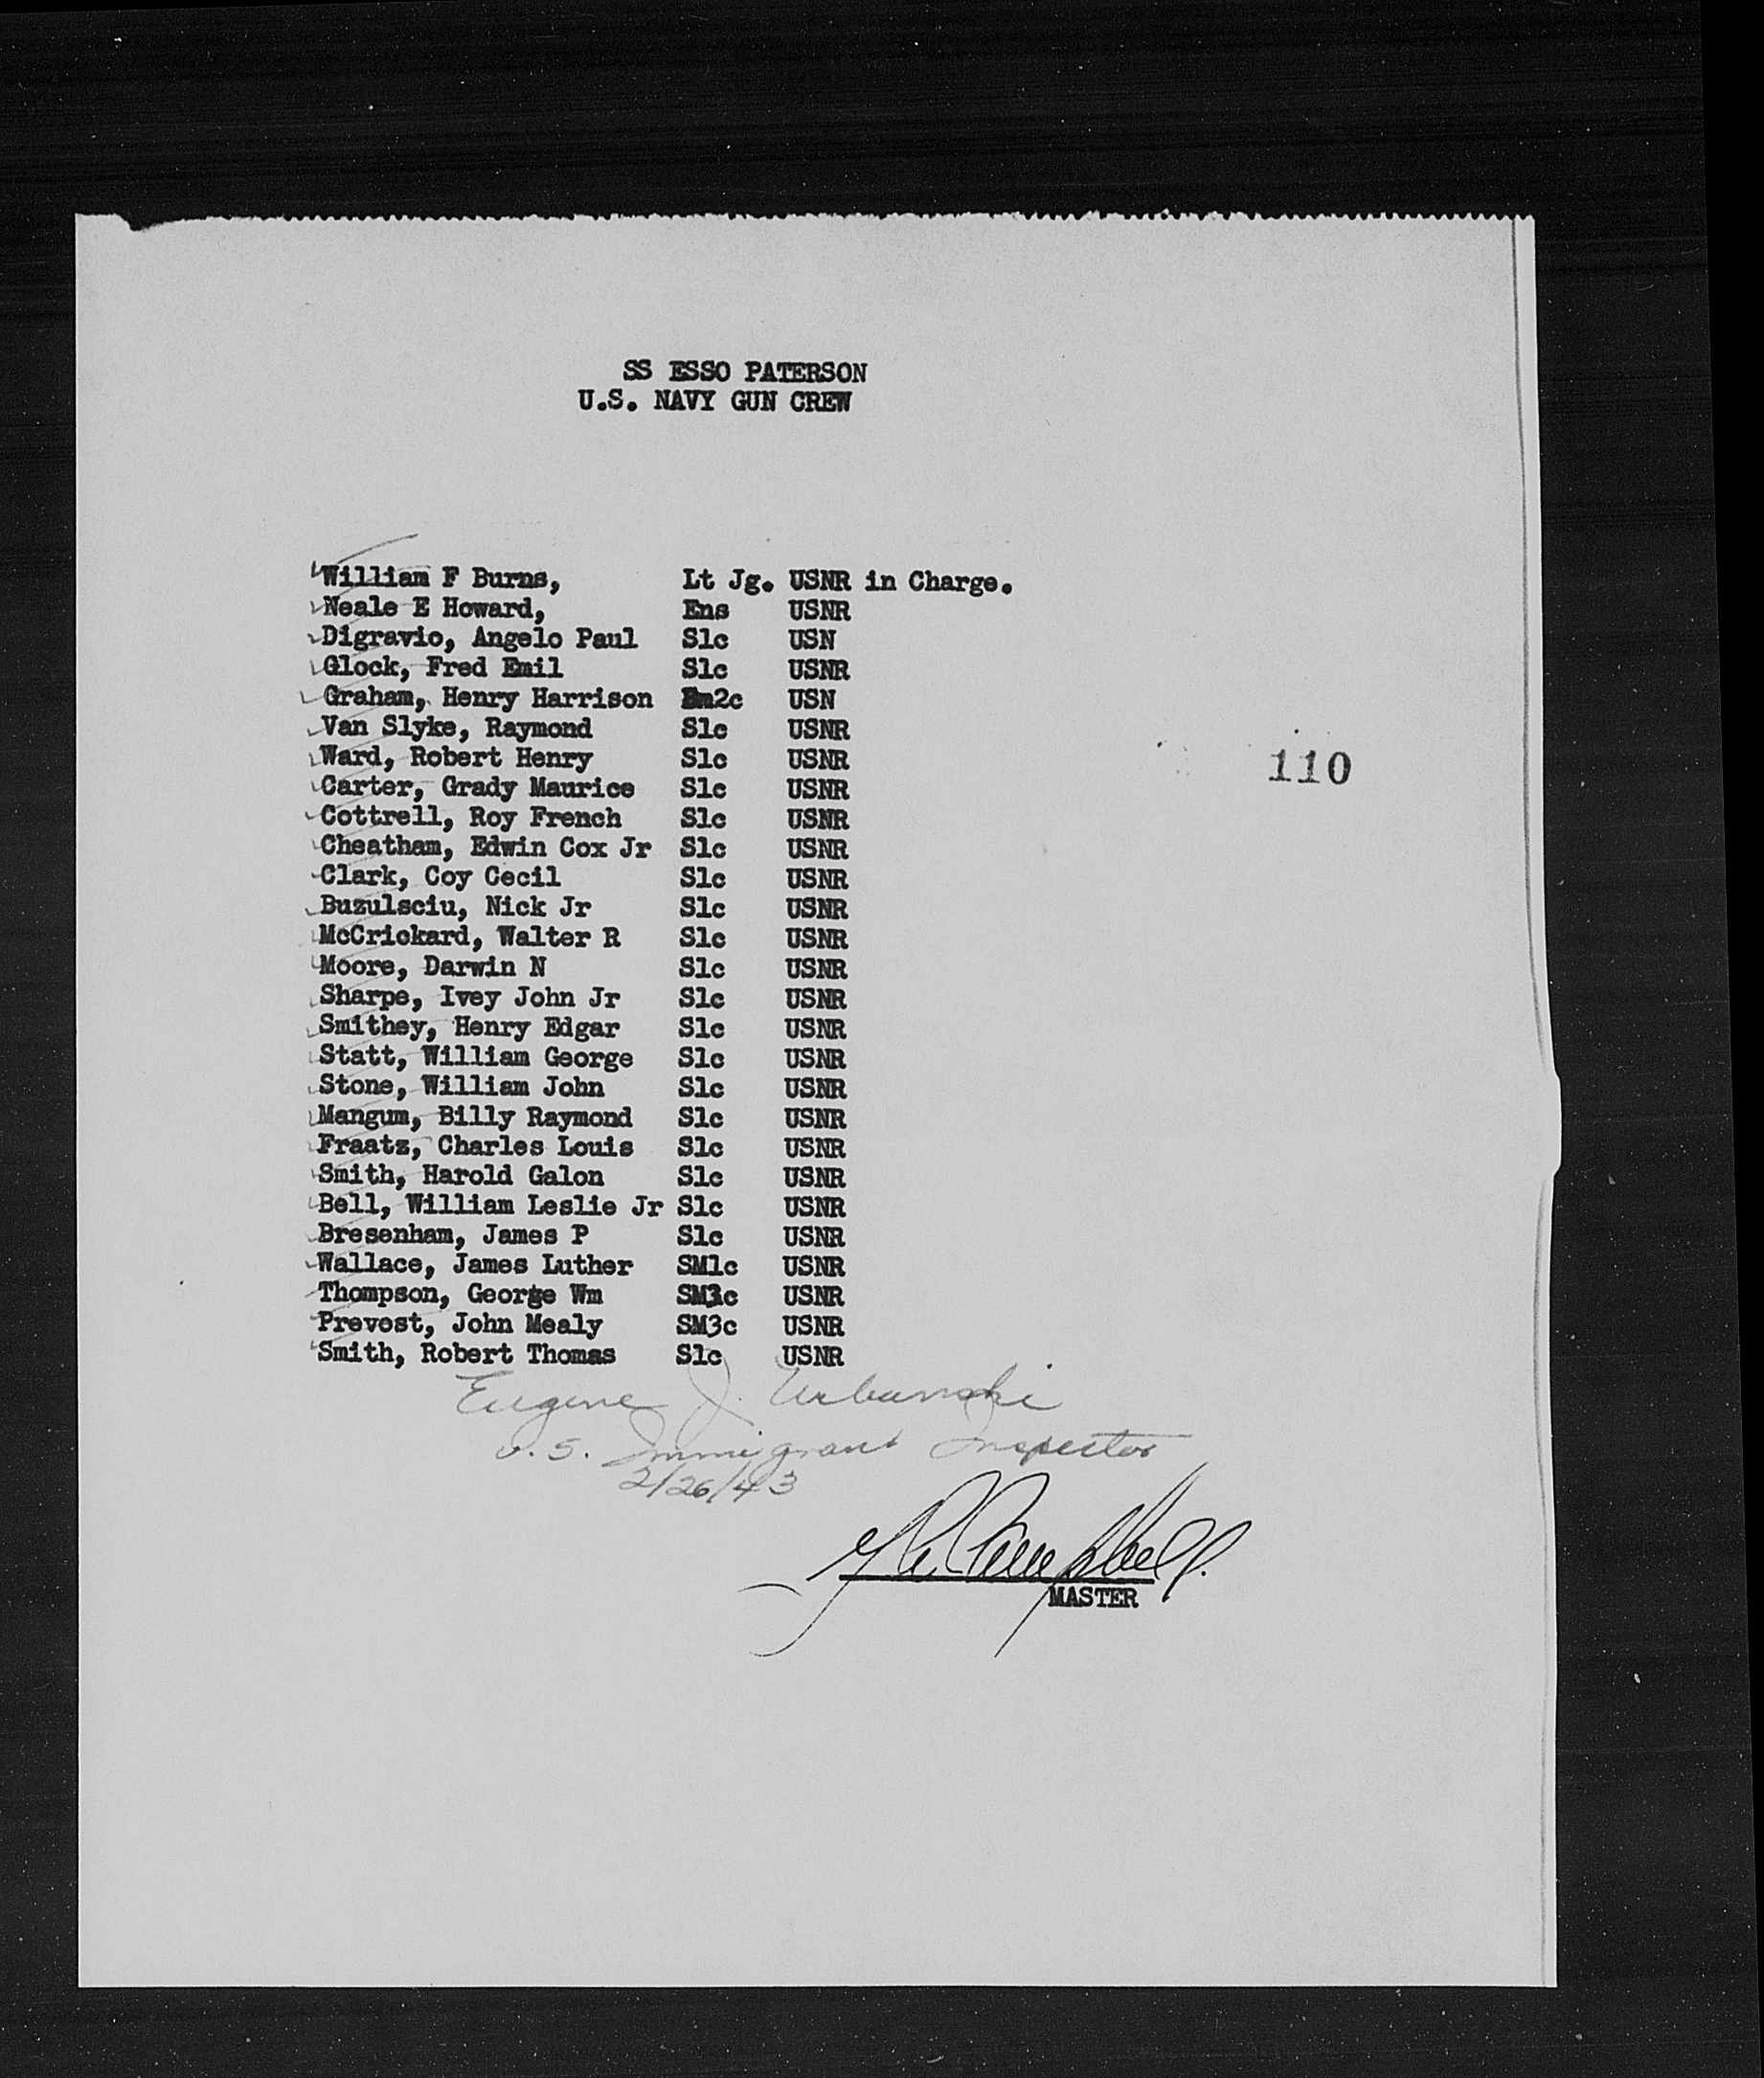 SS ESSO PATERSON
U.S. NAVY GUN CREW
William F Burns, Lt Jg. USNR in Charge.
Neale E Howard, Ens USNR
Digravio, Angelo Paul S1c USN
Glock, Fred Emil S1c USNR
Graham, Henry Harrison USN
Van Slyke, Raymond S1c USNR
Ward, Robert Henry S1c USNR
110
Carter, Grady Maurice S1c USNR
Cottrell, Roy French S1c USNR
Cheatham, Edwin Cox Jr S1c USNR
Clark, Coy Cecil S1c USNR
Buzulsciu, Nick Jr S1c USNR
McCrickard, Walter R S1c USNR
Moore, Darwin N S1c USNR
Sharpe, Ivey John Jr S1c USNR
Smithey, Henry Edgar S1c USNR
Statt, William George S1c USNR
Stone, William John S1c USNR
Mangum, Billy Raymond S1c USNR
Fraatz, Charles Louis S1c USNR
Smith, Harold Galon S1c USNR
Bell, William Leslie Jr S1c USNR
Bresenham, James P S1c USNR
Wallace, James Luther SM1c USNR
Thompson, George Wm USNR
Prevost, John Mealy SM3c USNR
Smith, Robert Thomas S1c USNR
Eugene J. Urbanski
U.S. Immigrant Inspector
2/26/43
Campbell
MASTER